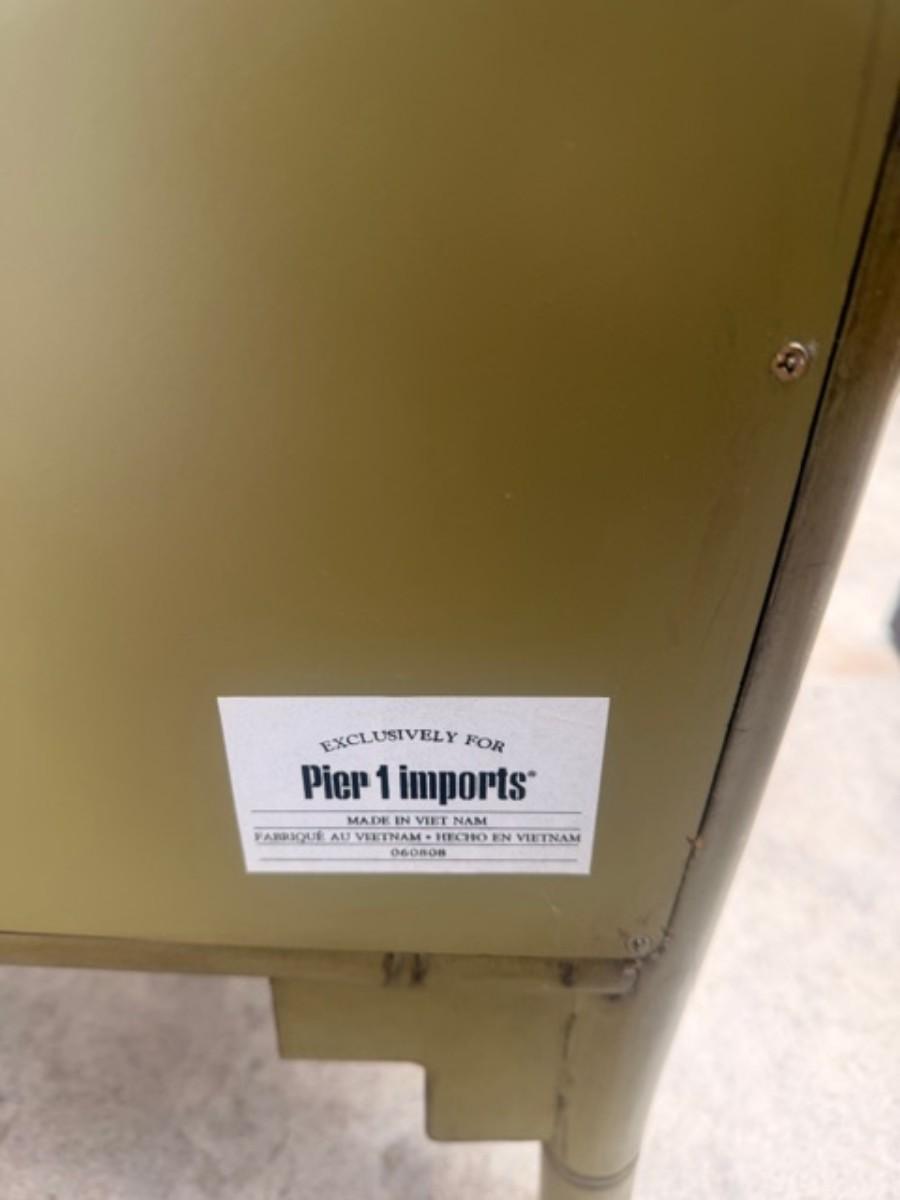 EXCLUSIVELY FOR
Pier 1 imports®
MADE IN VIET NAM
FABRIQUÉ AU VIETNAM • HECHO EN VIETNAM
060808